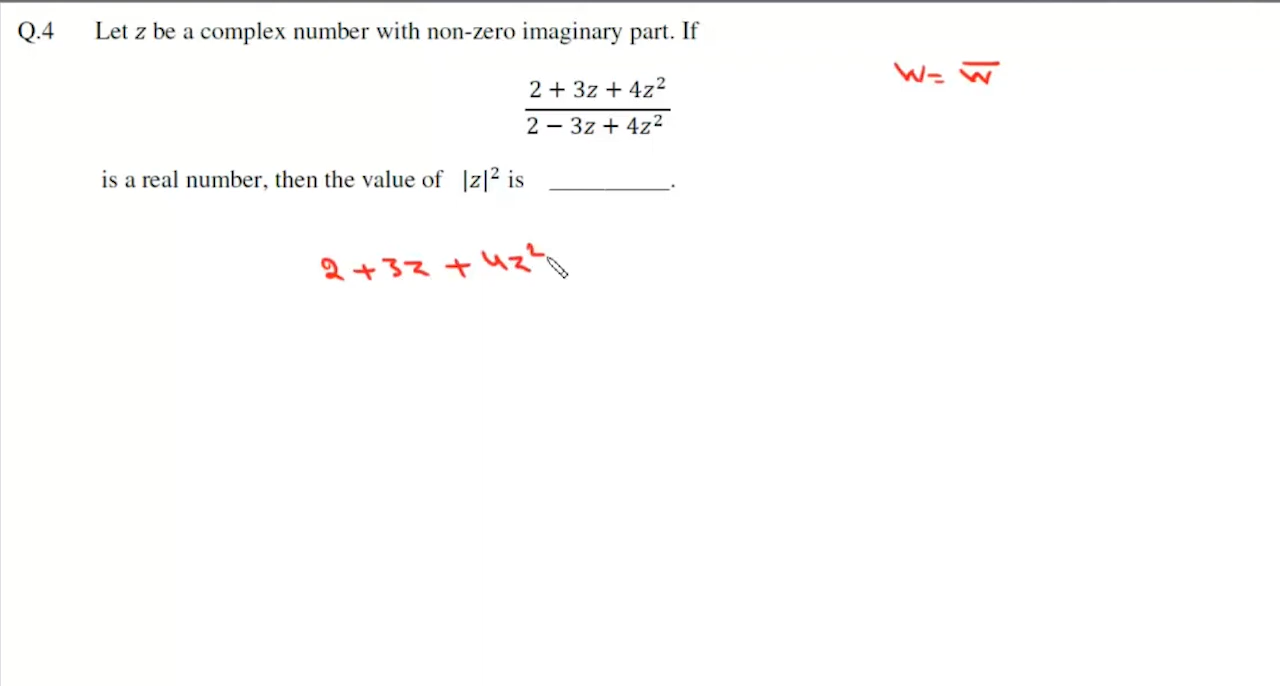 Q.4 Let z be a complex number with non-zero imaginary part. If
W = W̅
2 + 3z + 4z²
2 − 3z + 4z²
is a real number, then the value of |z|² is __________.
2 + 3z + 4z²